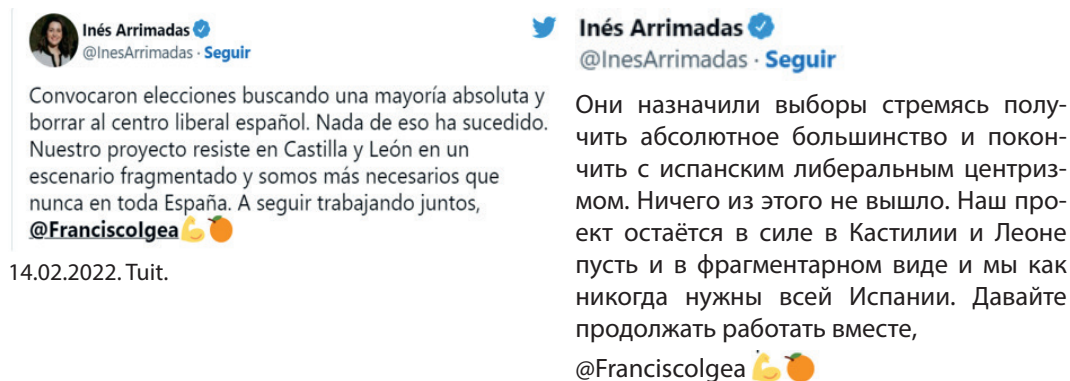 Inés Arrimadas
@InesArrimadas · Seguir
Convocaron elecciones buscando una mayoría absoluta y
borrar al centro liberal español. Nada de eso ha sucedido.
Nuestro proyecto resiste en Castilla y León en un
escenario fragmentado y somos más necesarios que
nunca en toda España. A seguir trabajando juntos,
@FranciscoIgea💪🍊
14.02.2022. Tuit.
Inés Arrimadas
@InesArrimadas · Seguir
Они назначили выборы стремясь полу-
чить абсолютное большинство и покон-
чить с испанским либеральным центриз-
мом. Ничего из этого не вышло. Наш про-
ект остаётся в силе в Кастилии и Леоне
пусть и в фрагментарном виде и мы как
никогда нужны всей Испании. Давайте
продолжать работать вместе,
@FranciscoIgea 💪🍊